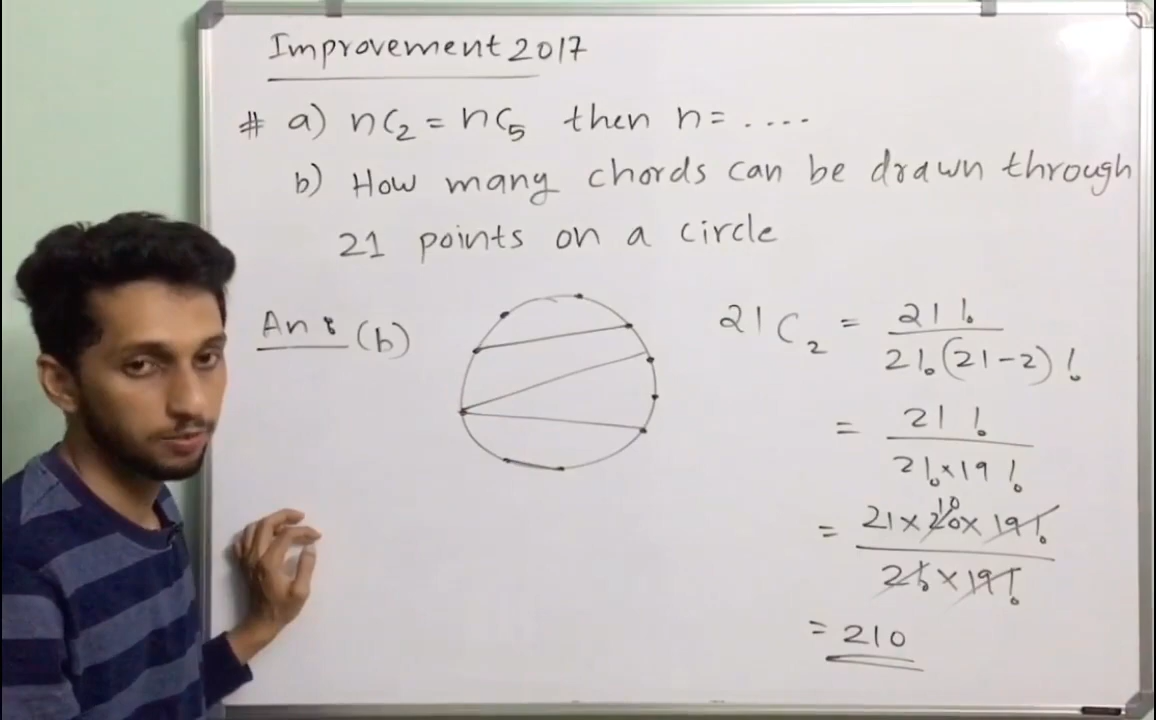 Improvement 2017
# a) nC₂ = nC₅ then n = ....
b) How many chords can be drawn through
21 points on a circle
Ans (b)
21C₂ = 21! / 2!(21-2)!
= 21! / 2!×19!
= 21×20×19! / 2!×19!
10
= 210